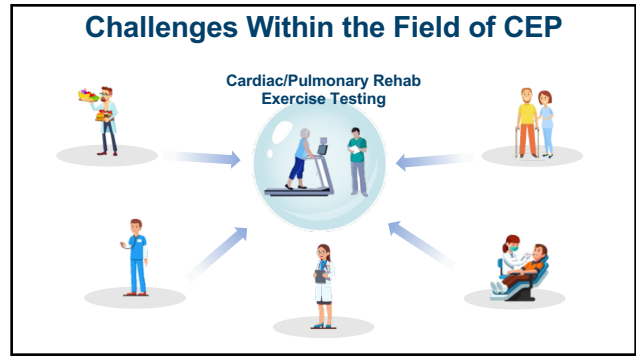 Challenges Within the Field of CEP
Cardiac/Pulmonary Rehab
Exercise Testing